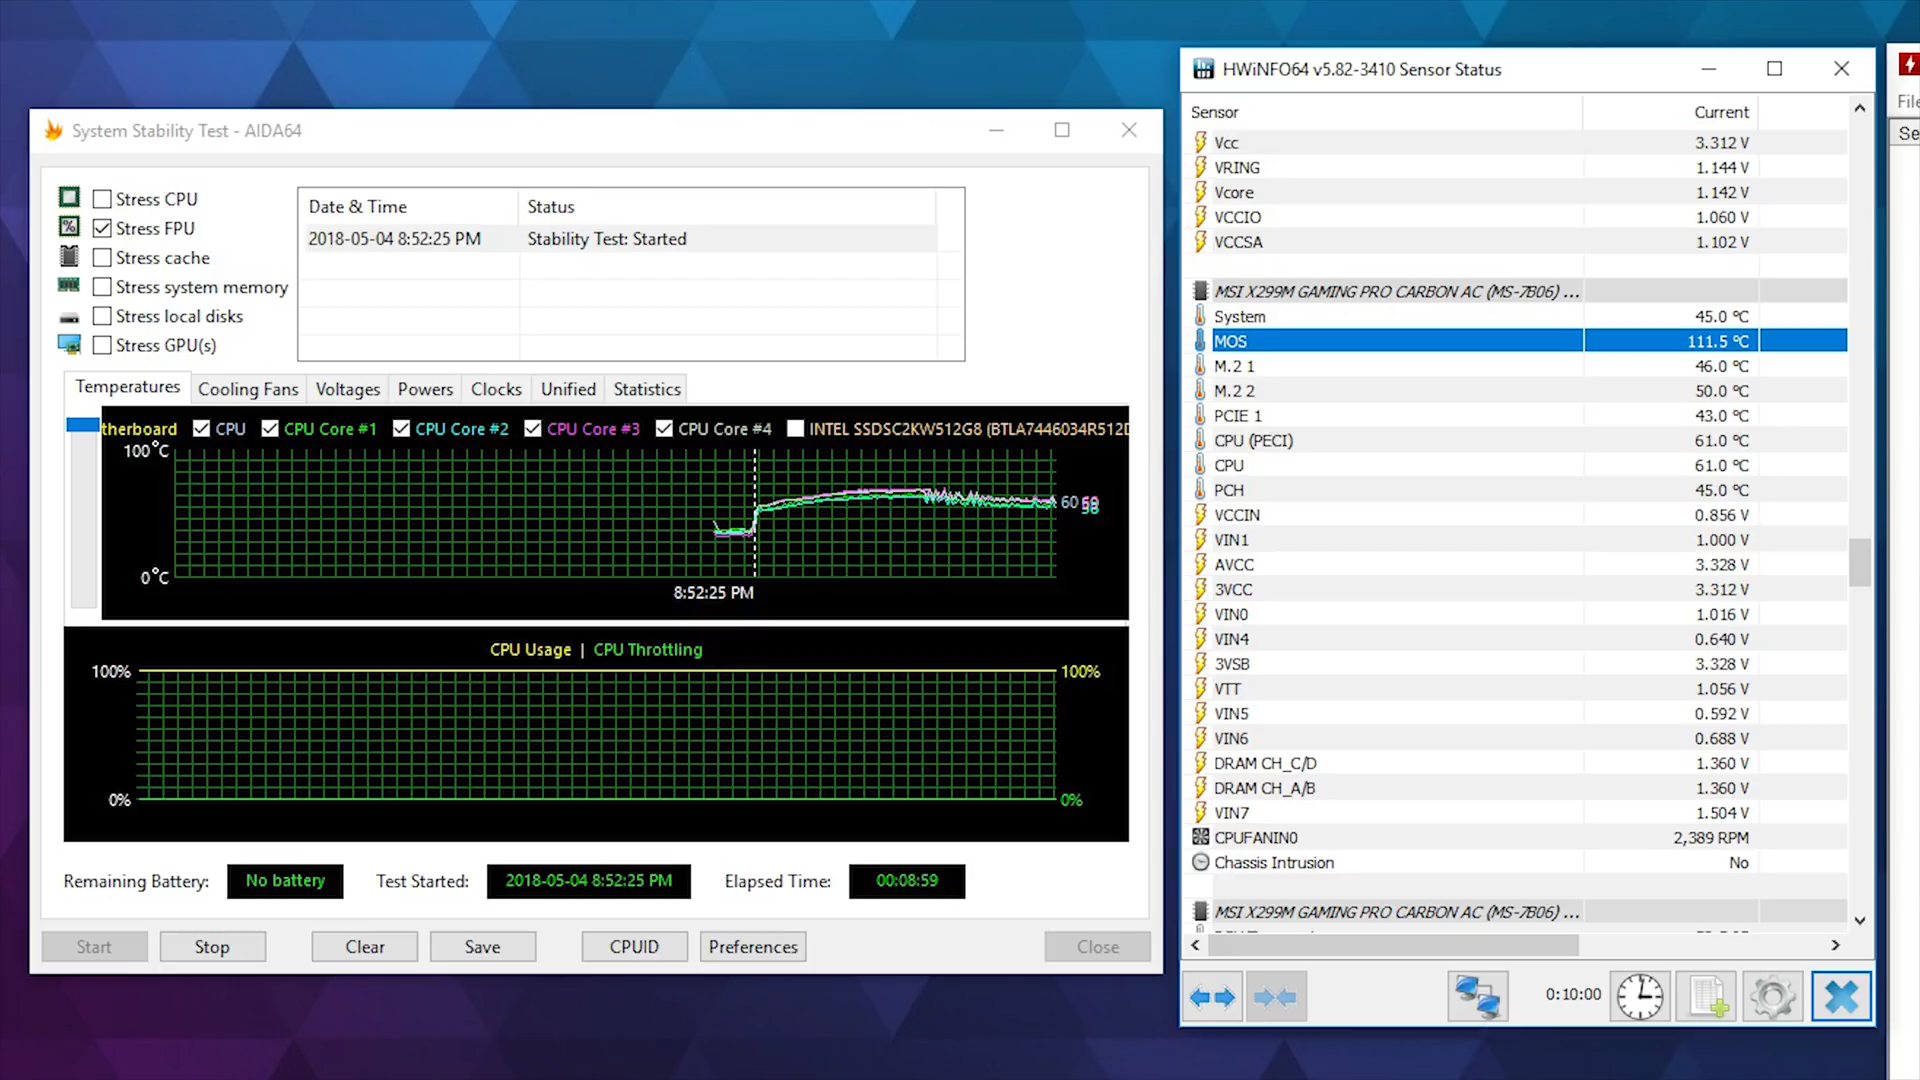 System Stability Test - AIDA64
Stress CPU
Stress FPU
Stress cache
Stress system memory
Stress local disks
Stress GPU(s)
Date & Time Status
2018-05-04 8:52:25 PM Stability Test: Started
Temperatures Cooling Fans Voltages Powers Clocks Unified Statistics
therboard CPU CPU Core #1 CPU Core #2 CPU Core #3 CPU Core #4 INTEL SSDSC2KW512G8 (BTLA7446034R512D
100°C
60
0°C
8:52:25 PM
CPU Usage | CPU Throttling
100% 100%
0% 0%
Remaining Battery: No battery Test Started: 2018-05-04 8:52:25 PM Elapsed Time: 00:08:59
Start Stop Clear Save CPUID Preferences Close
HWiNFO64 v5.82-3410 Sensor Status
Sensor Current
Vcc 3.312 V
VRING 1.144 V
Vcore 1.142 V
VCCIO 1.060 V
VCCSA 1.102 V
MSI X299M GAMING PRO CARBON AC (MS-7B06) ...
System 45.0 °C
MOS 111.5 °C
M.2 1 46.0 °C
M.2 2 50.0 °C
PCIE 1 43.0 °C
CPU (PECI) 61.0 °C
CPU 61.0 °C
PCH 45.0 °C
VCCIN 0.856 V
VIN1 1.000 V
AVCC 3.328 V
3VCC 3.312 V
VIN0 1.016 V
VIN4 0.640 V
3VSB 3.328 V
VTT 1.056 V
VIN5 0.592 V
VIN6 0.688 V
DRAM CH_C/D 1.360 V
DRAM CH_A/B 1.360 V
VIN7 1.504 V
CPUFANIN0 2,389 RPM
Chassis Intrusion No
MSI X299M GAMING PRO CARBON AC (MS-7B06) ...
0:10:00
File
Se